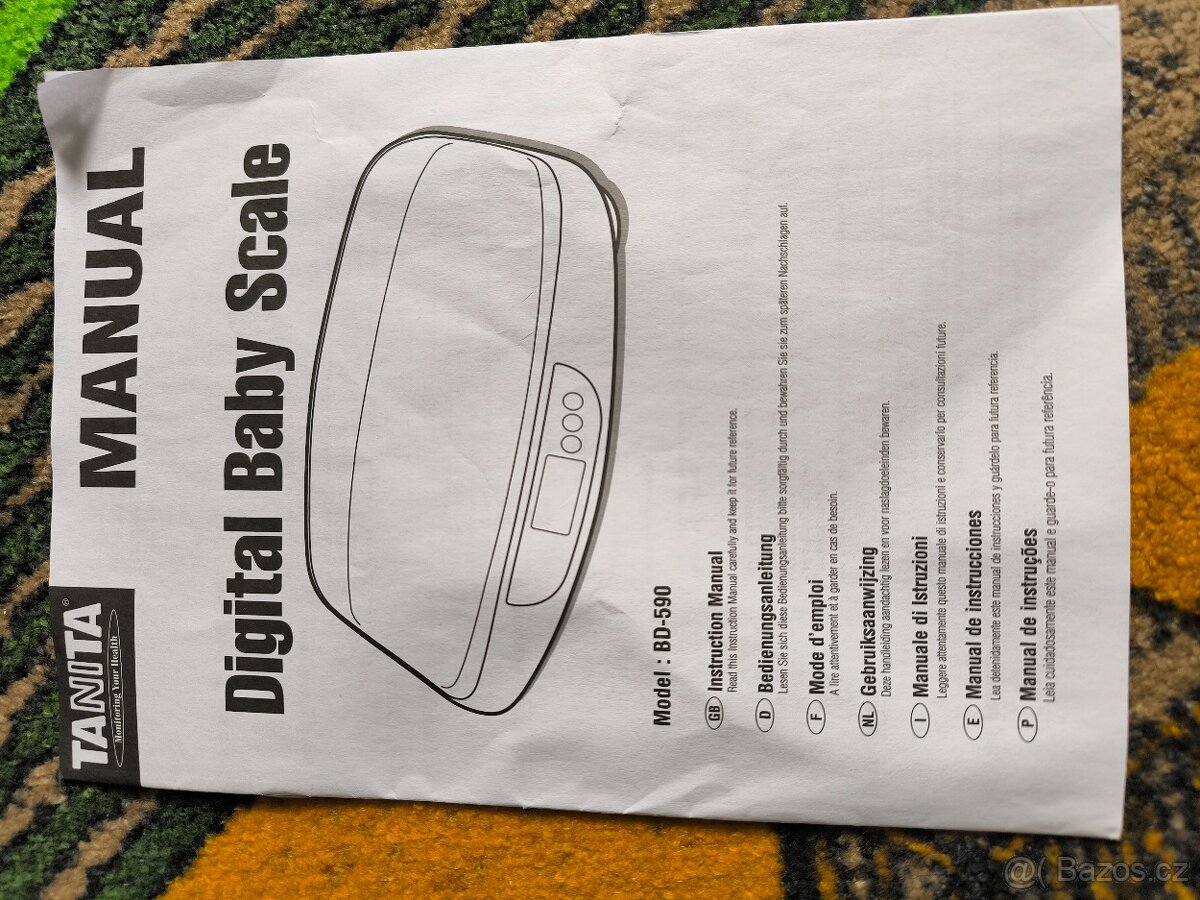 TANITA®
Monitoring Your Health
MANUAL
Digital Baby Scale
Model : BD-590
GB Instruction Manual
Read this Instruction Manual carefully and keep it for future reference.
D Bedienungsanleitung
Lesen Sie sich diese Bedienungsanleitung bitte sorgfältig durch und bewahren Sie sie zum späteren Nachschlagen auf.
F Mode d'emploi
A lire attentivement et à garder en cas de besoin.
NL Gebruiksaanwijzing
Deze handleiding aandachtig lezen en voor naslagdoeleinden bewaren.
I Manuale di Istruzioni
Leggere attentamente questo manuale di istruzioni e conservarlo per consultazioni future.
E Manual de instrucciones
Lea detenidamente este manual de instrucciones y guárdelo para futura referencia.
P Manual de instruções
Leia cuidadosamente este manual e guarde-o para futura referência.
@( Bazos.cz